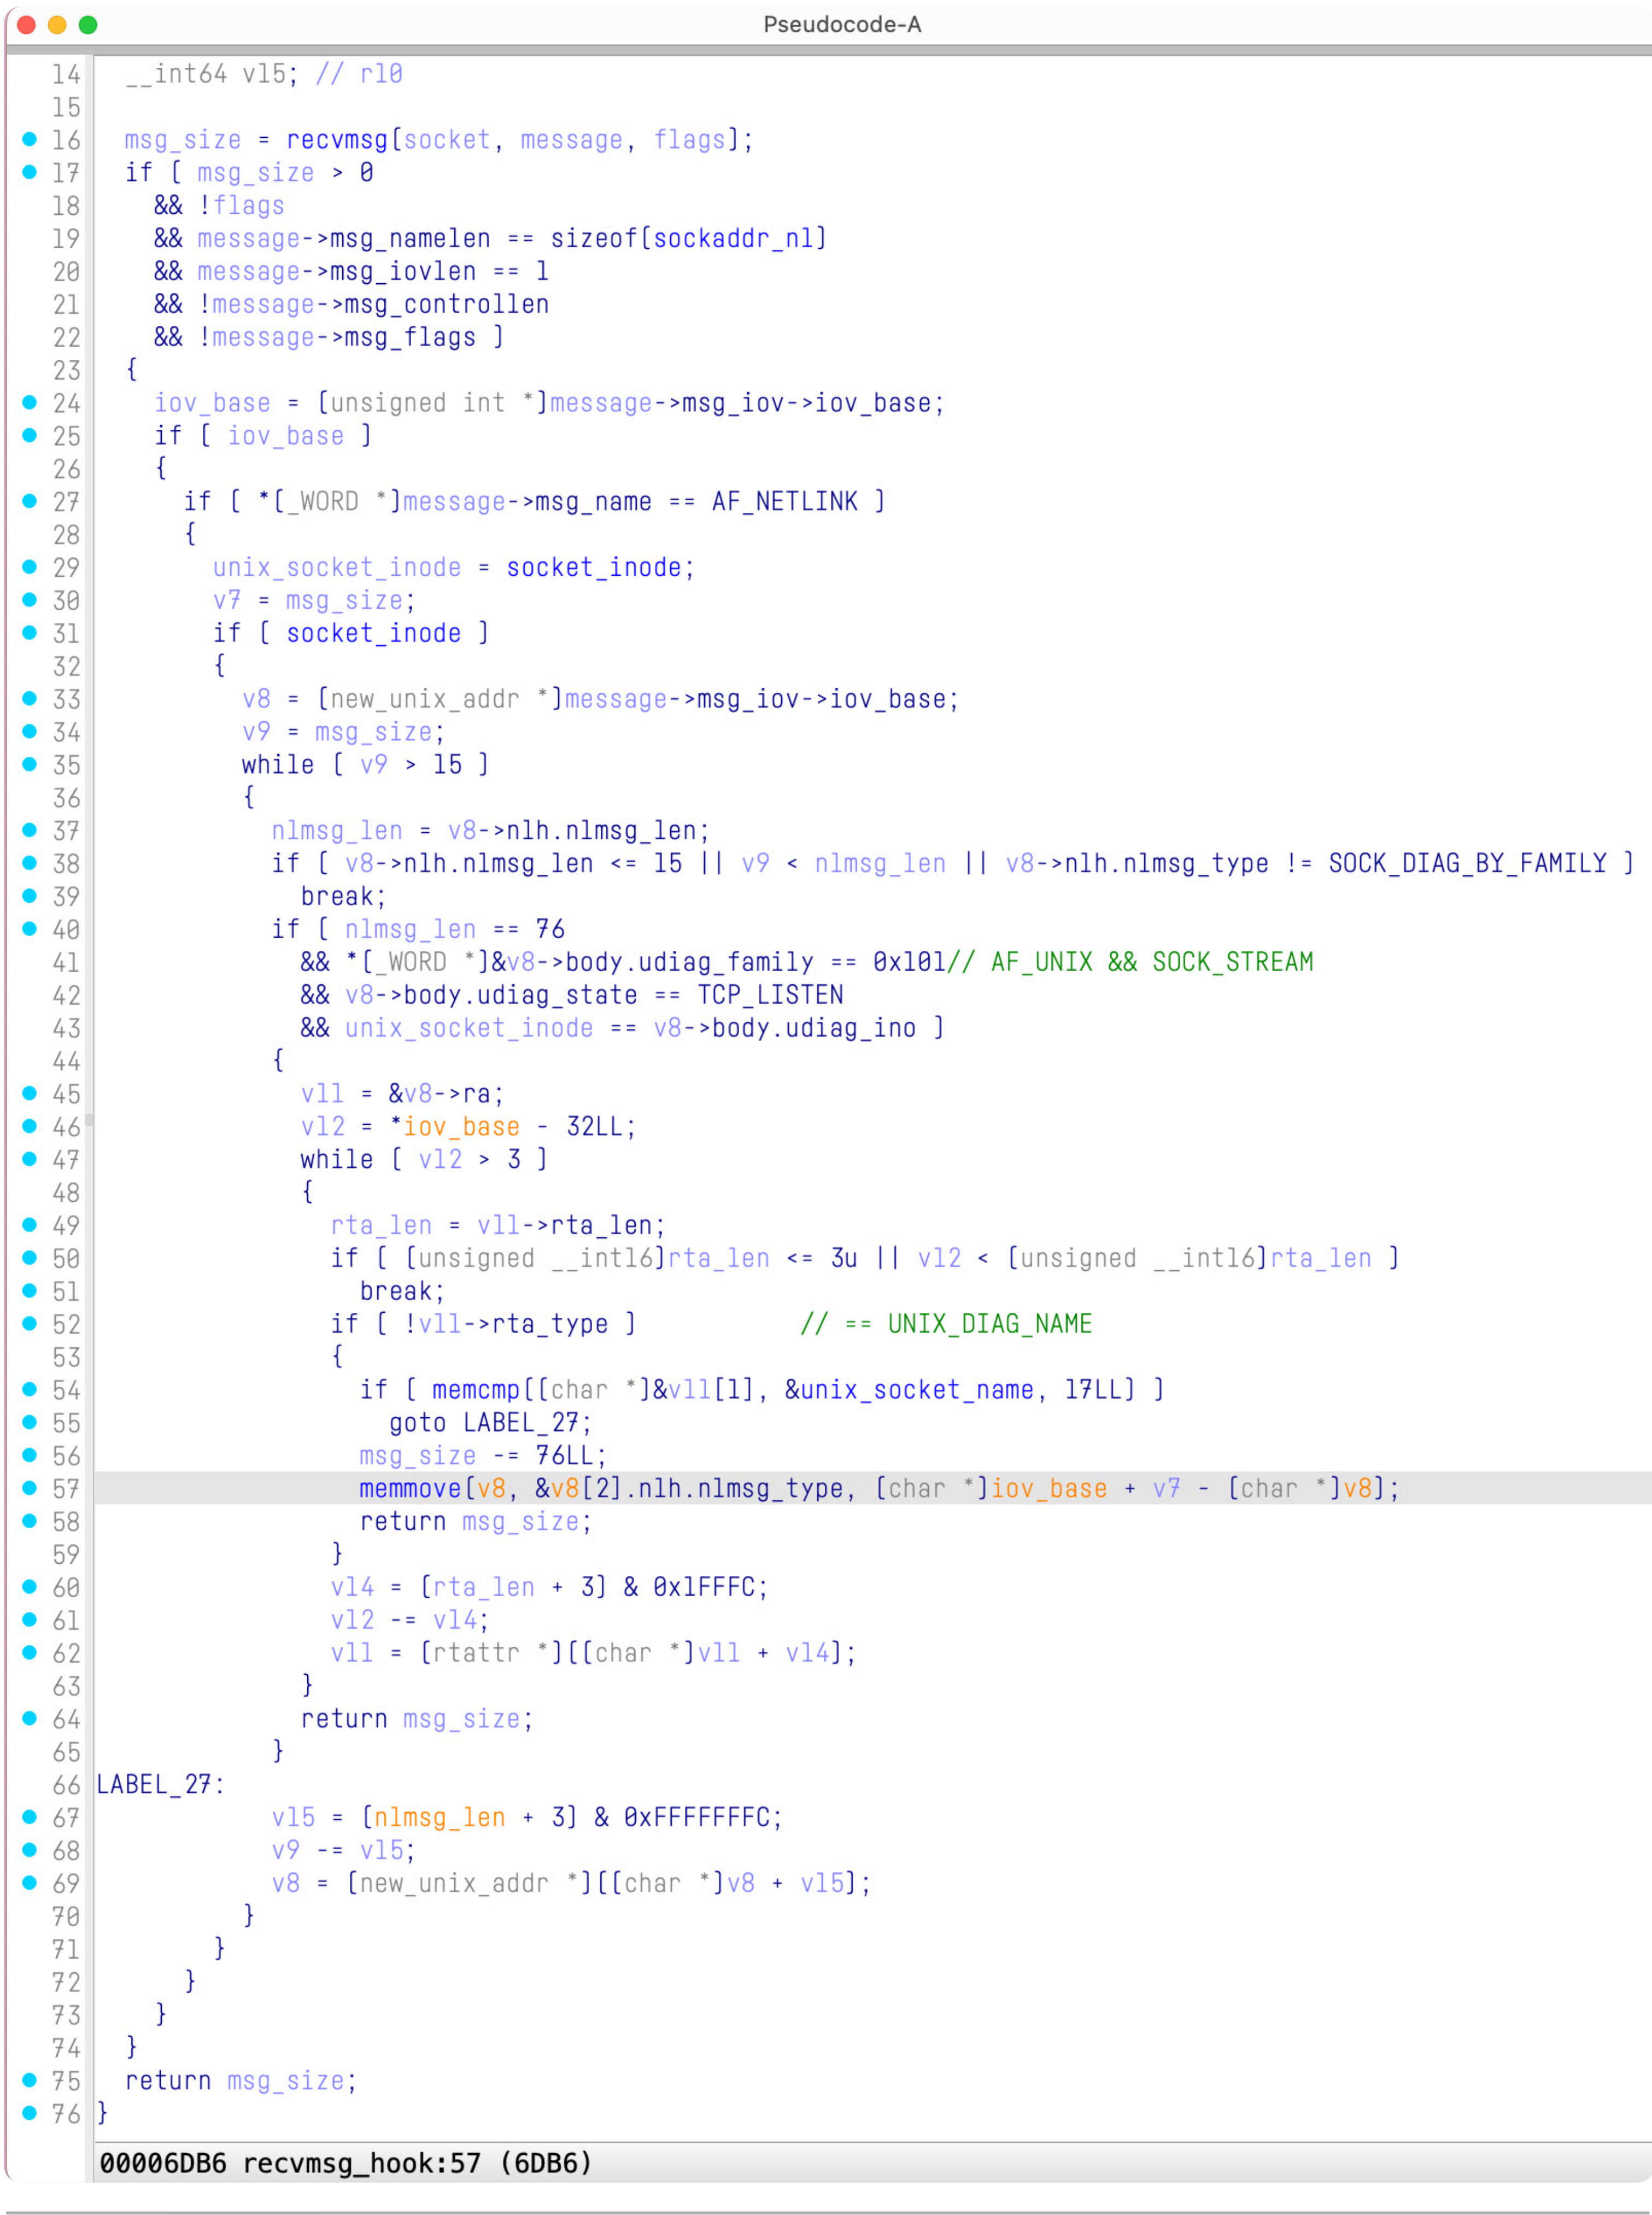 Pseudocode-A
14 __int64 v15; // r10
15
16 msg_size = recvmsg(socket, message, flags);
17 if ( msg_size > 0
18 && !flags
19 && message->msg_namelen == sizeof(sockaddr_nl)
20 && message->msg_iovlen == 1
21 && !message->msg_controllen
22 && !message->msg_flags )
23 {
24 iov_base = (unsigned int *)message->msg_iov->iov_base;
25 if ( iov_base )
26 {
27 if ( *(_WORD *)message->msg_name == AF_NETLINK )
28 {
29 unix_socket_inode = socket_inode;
30 v7 = msg_size;
31 if ( socket_inode )
32 {
33 v8 = (new_unix_addr *)message->msg_iov->iov_base;
34 v9 = msg_size;
35 while ( v9 > 15 )
36 {
37 nlmsg_len = v8->nlh.nlmsg_len;
38 if ( v8->nlh.nlmsg_len <= 15 || v9 < nlmsg_len || v8->nlh.nlmsg_type != SOCK_DIAG_BY_FAMILY )
39 break;
40 if ( nlmsg_len == 76
41 && *(_WORD *)&v8->body.udiag_family == 0x101// AF_UNIX && SOCK_STREAM
42 && v8->body.udiag_state == TCP_LISTEN
43 && unix_socket_inode == v8->body.udiag_ino )
44 {
45 v11 = &v8->ra;
46 v12 = *iov_base - 32LL;
47 while ( v12 > 3 )
48 {
49 rta_len = v11->rta_len;
50 if ( (unsigned __int16)rta_len <= 3u || v12 < (unsigned __int16)rta_len )
51 break;
52 if ( !v11->rta_type ) // == UNIX_DIAG_NAME
53 {
54 if ( memcmp((char *)&v11[1], &unix_socket_name, 17LL) )
55 goto LABEL_27;
56 msg_size -= 76LL;
57 memmove(v8, &v8[2].nlh.nlmsg_type, (char *)iov_base + v7 - (char *)v8);
58 return msg_size;
59 }
60 v14 = (rta_len + 3) & 0x1FFFC;
61 v12 -= v14;
62 v11 = (rtattr *)((char *)v11 + v14);
63 }
64 return msg_size;
65 }
66 LABEL_27:
67 v15 = (nlmsg_len + 3) & 0xFFFFFFFC;
68 v9 -= v15;
69 v8 = (new_unix_addr *)((char *)v8 + v15);
70 }
71 }
72 }
73 }
74 }
75 return msg_size;
76 }
00006DB6 recvmsg_hook:57 (6DB6)